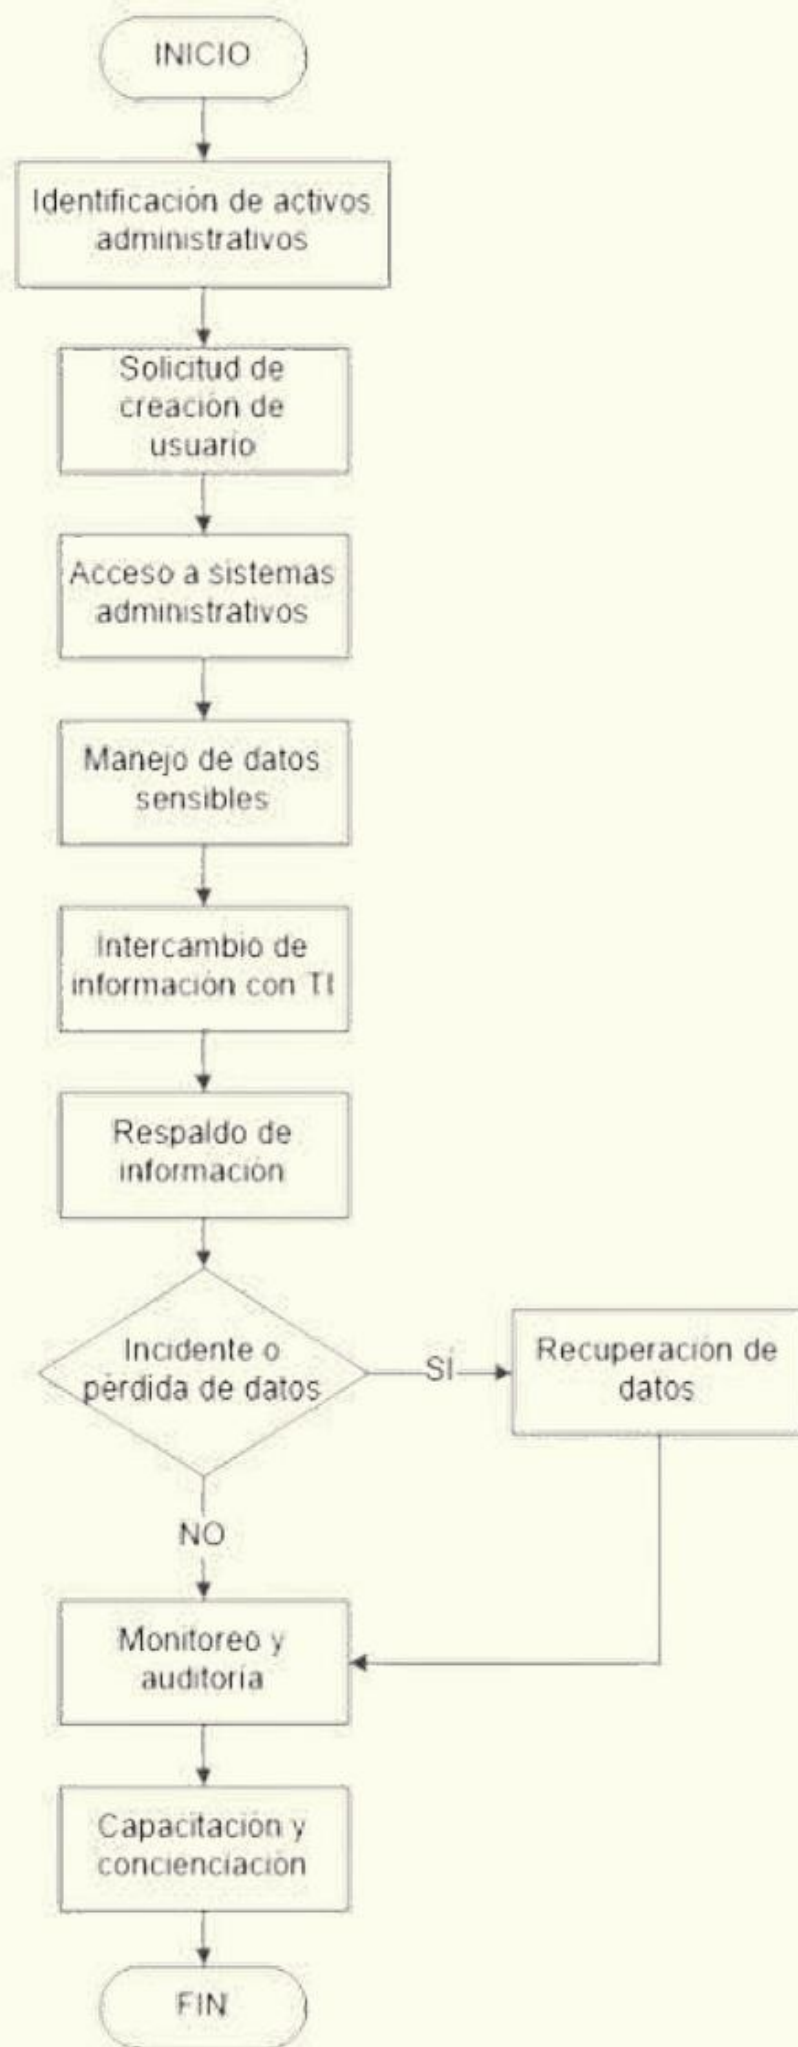 INICIO
Identificación de activos
administrativos
Solicitud de
creación de
usuario
Acceso a sistemas
administrativos
Manejo de datos
sensibles
Intercambio de
información con TI
Respaldo de
información
Incidente o
pérdida de datos
SÍ
Recuperación de
datos
NO
Monitoreo y
auditoría
Capacitación y
concienciación
FIN